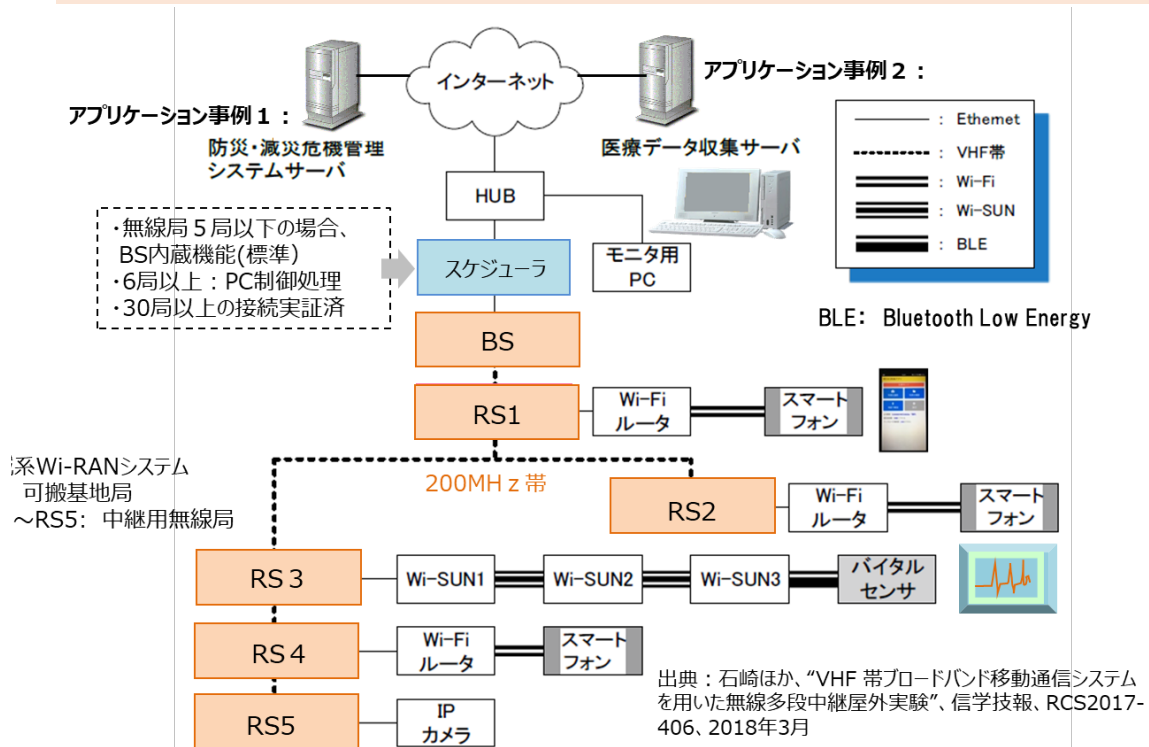 インターネット
アプリケーション事例２：
アプリケーション事例１：
防災・減災危機管理
システムサーバ
医療データ収集サーバ
： Ethernet
： VHF帯
： Wi-Fi
： Wi-SUN
： BLE
HUB
・無線局５局以下の場合、
BS内蔵機能(標準)
・6局以上：PC制御処理
・30局以上の接続実証済
スケジューラ
モニタ用
PC
BLE： Bluetooth Low Energy
BS
RS1
Wi-Fi
ルータ
スマート
フォン
系Wi-RANシステム
可搬基地局
～RS5： 中継用無線局
200MHｚ帯
RS2
Wi-Fi
ルータ
スマート
フォン
RS３
Wi-SUN1
Wi-SUN2
Wi-SUN3
バイタル
センサ
RS４
Wi-Fi
ルータ
スマート
フォン
RS5
IP
カメラ
出典：石崎ほか、“VHF 帯ブロードバンド移動通信システム
を用いた無線多段中継屋外実験”、信学技報、RCS2017-
406、2018年3月